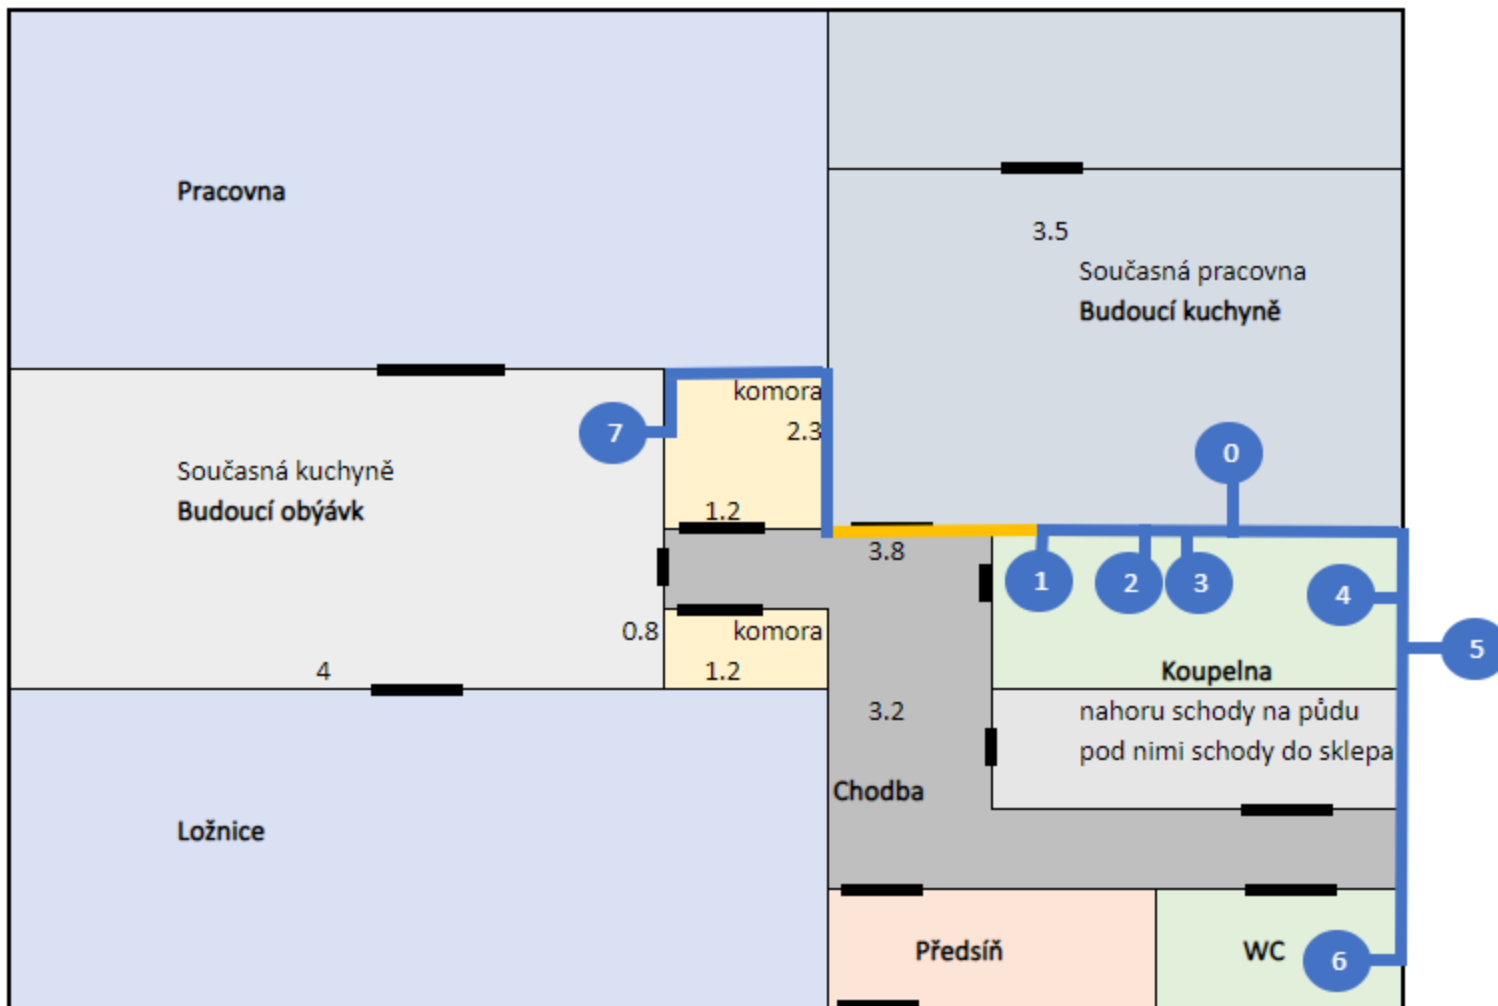 Pracovna
3.5
Současná pracovna
Budoucí kuchyně
komora
7
2.3
0
Současná kuchyně
Budoucí obýávk
1.2
3.8
1
2
3
4
0.8
komora
5
4
1.2
Koupelna
3.2
nahoru schody na půdu
pod nimi schody do sklepa
Chodba
Ložnice
Předsíň
WC
6